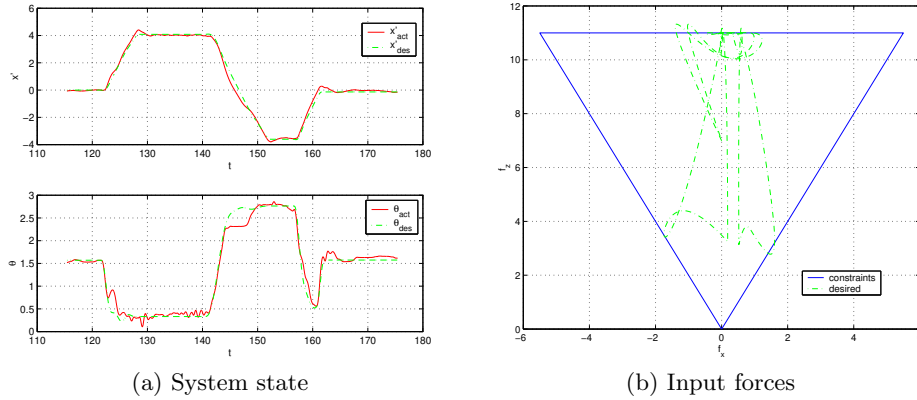 6
4
2
0
−2
−4
x'
x'act
x'des
110 120 130 140 150 160 170 180
t
3
2.5
2
1.5
1
0.5
0
θ
θact
θdes
110 120 130 140 150 160 170 180
t
(a) System state
12
10
8
6
4
2
0
fz
constraints
desired
−6 −4 −2 0 2 4
fx
(b) Input forces